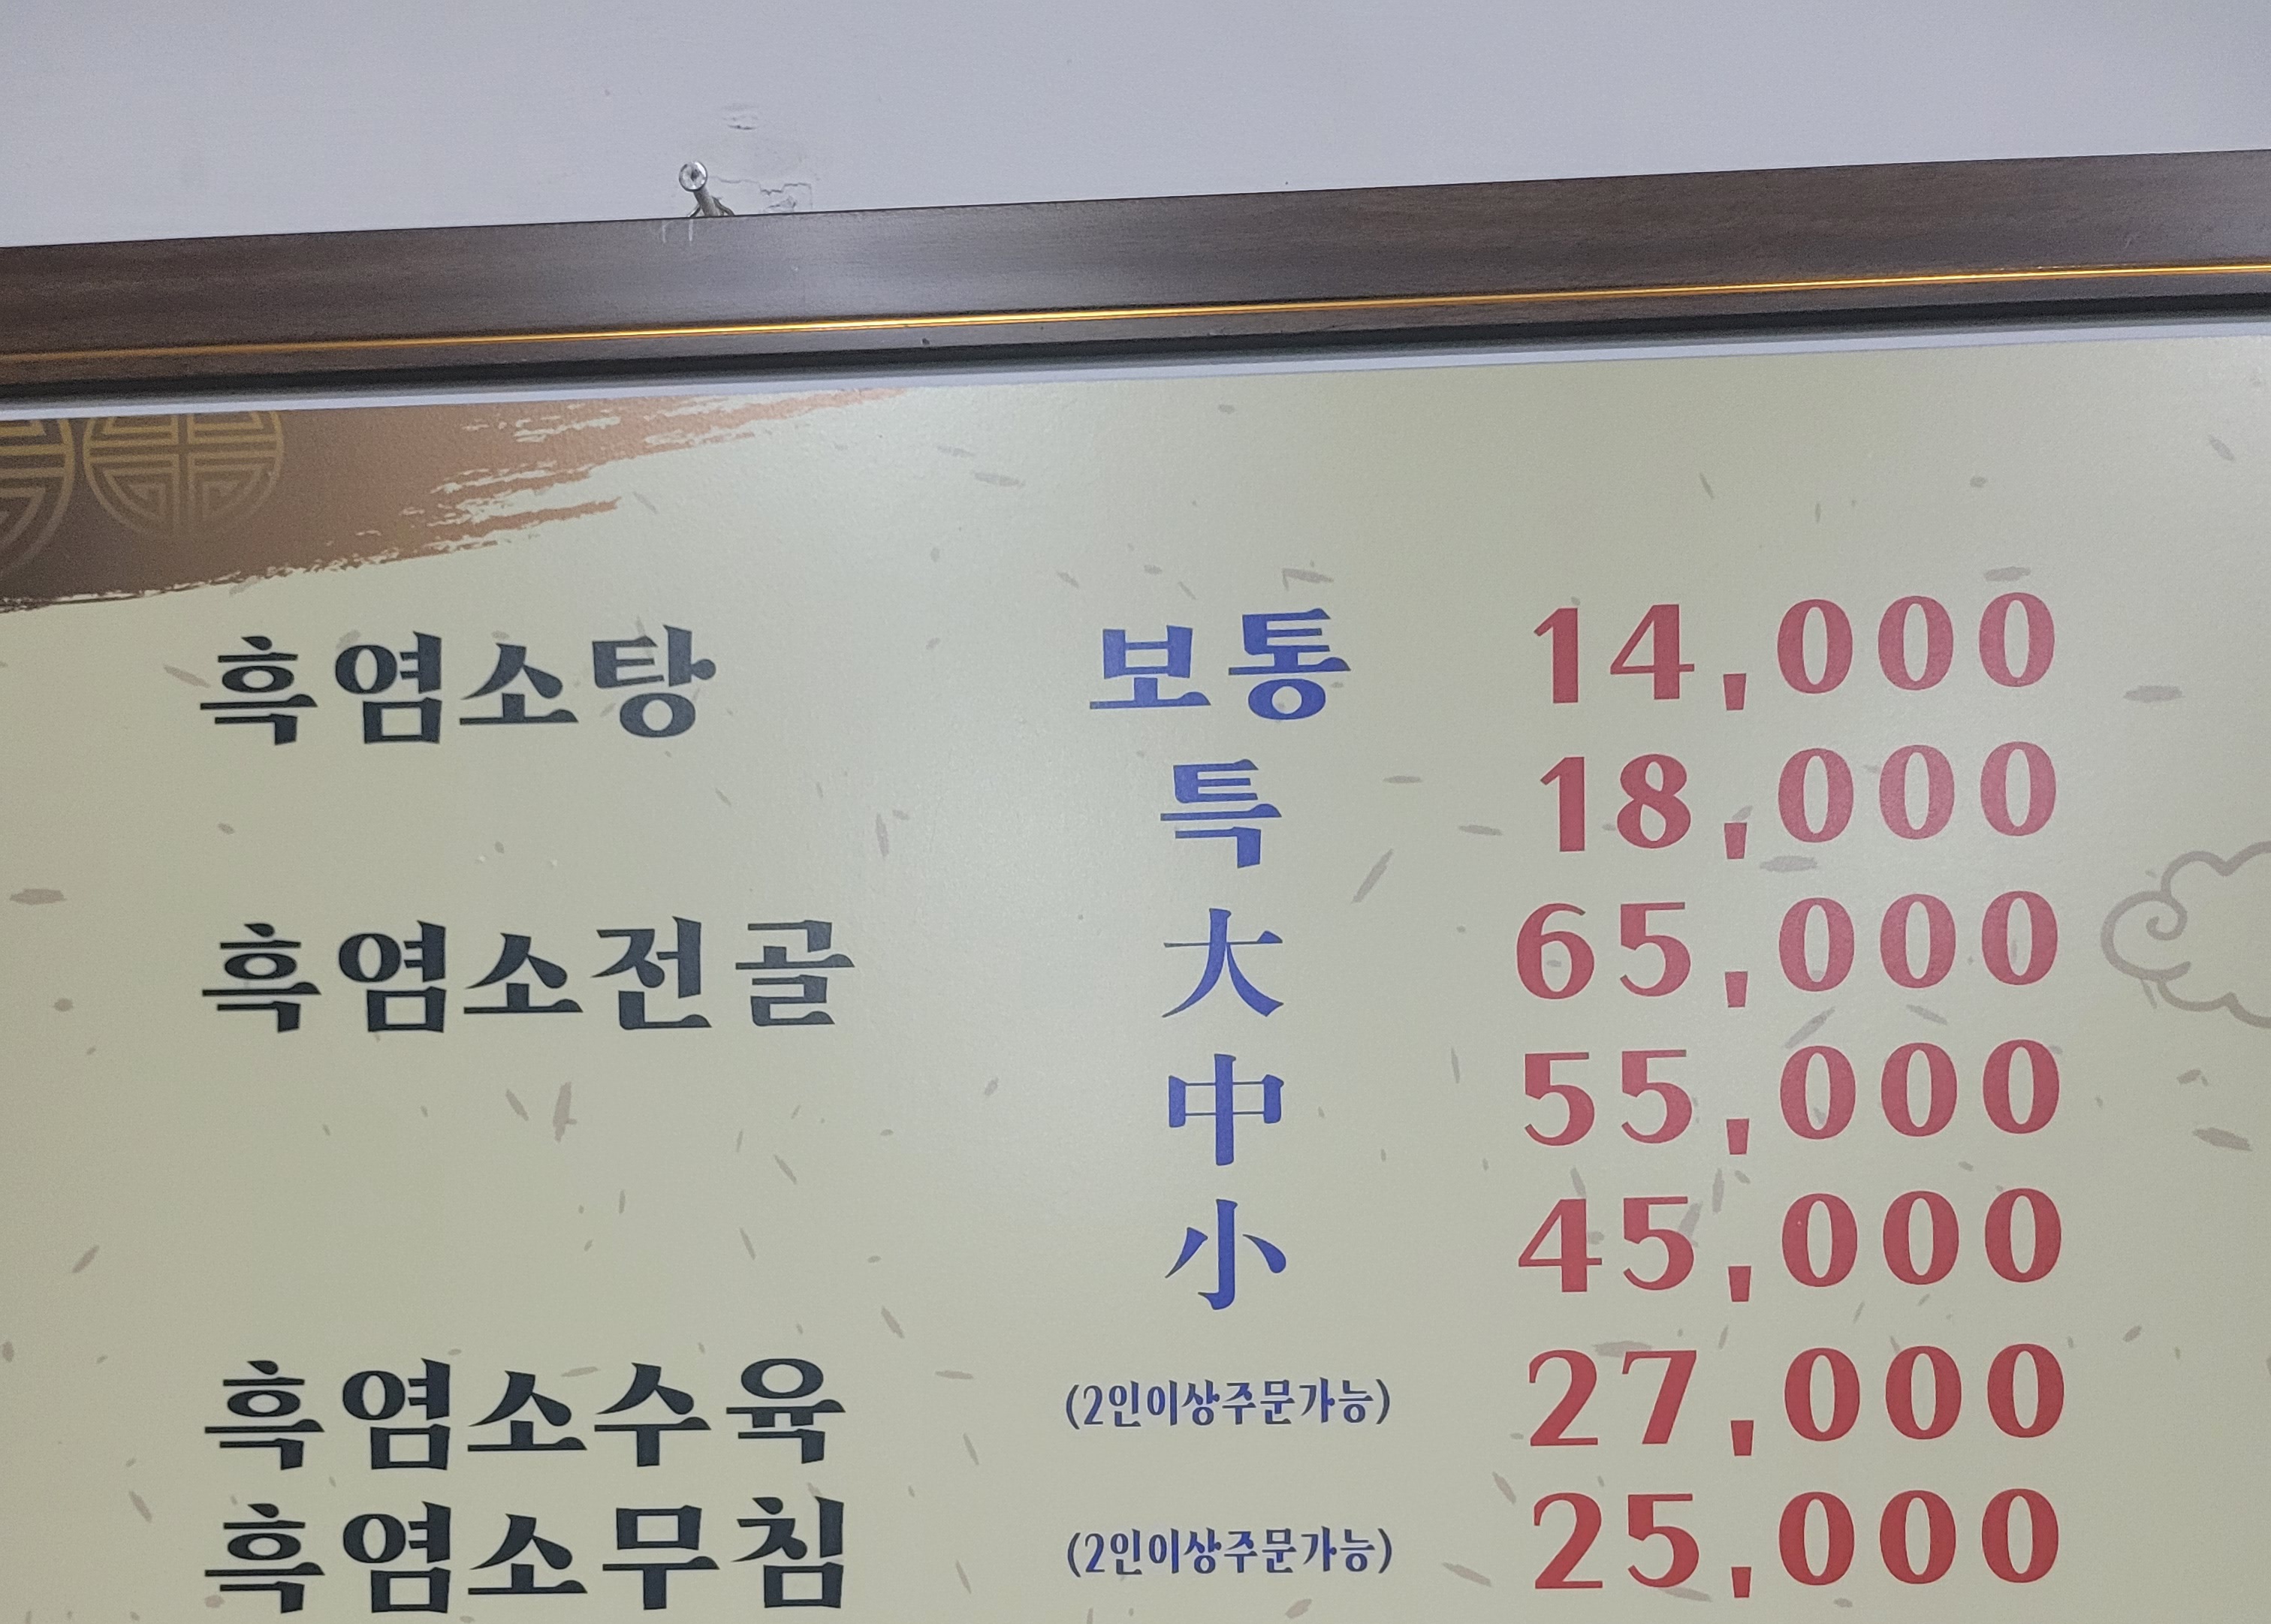 흑염소탕 보통 14,000
특 18,000
흑염소전골 大 65,000
中 55,000
小 45,000
흑염소수육 (2인이상주문가능) 27,000
흑염소무침 (2인이상주문가능) 25,000